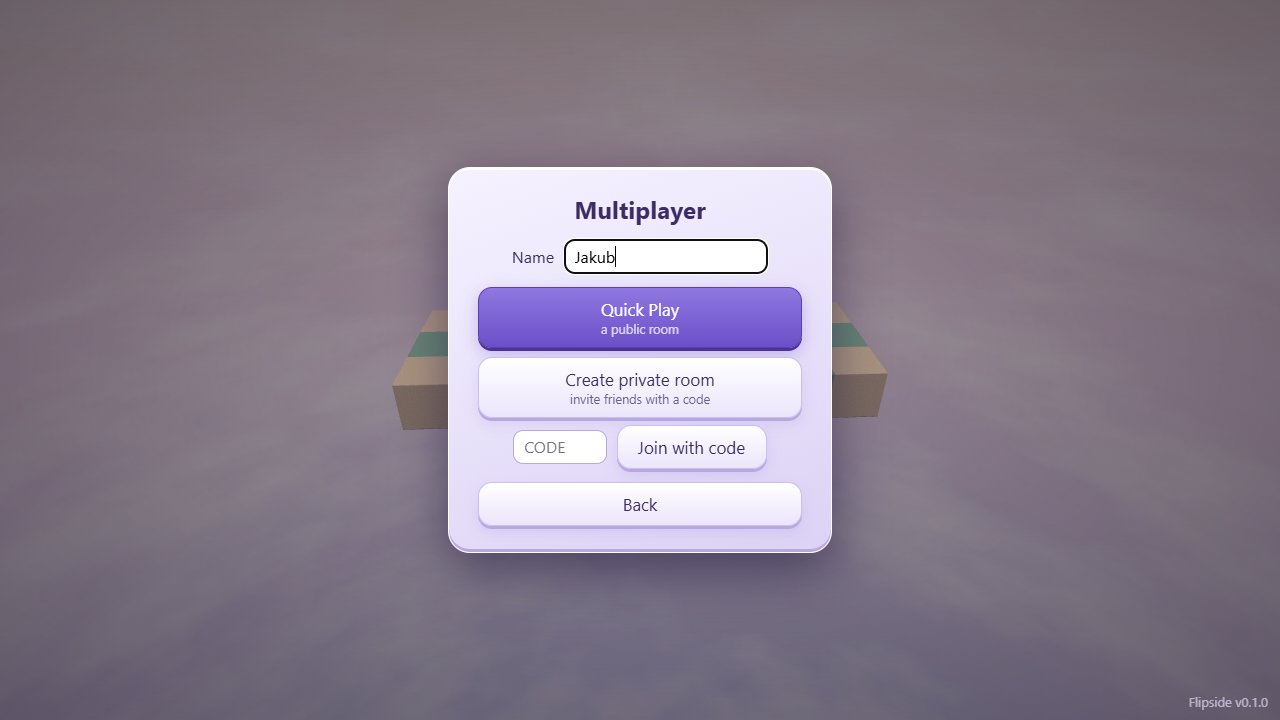 Multiplayer
Name Jakub
Quick Play
a public room
Create private room
invite friends with a code
CODE Join with code
Back
Flipside v0.1.0